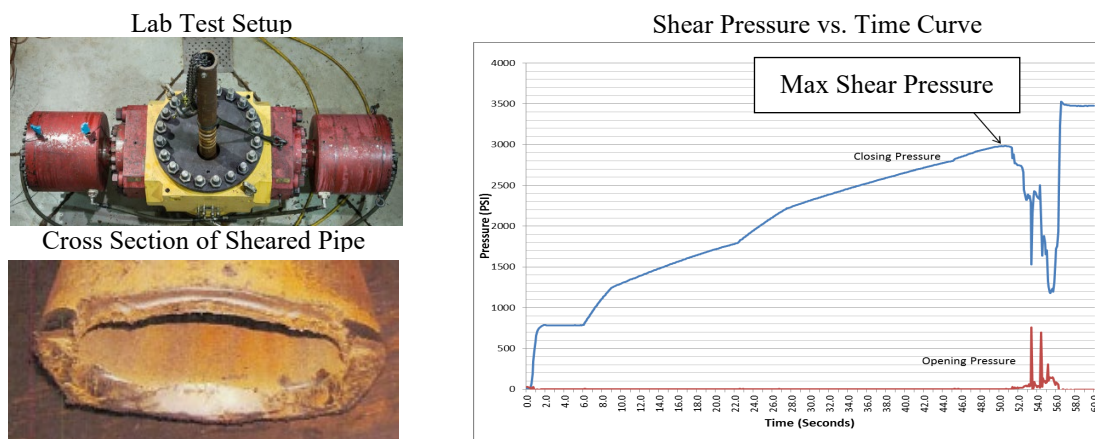 Lab Test Setup
Cross Section of Sheared Pipe
Shear Pressure vs. Time Curve
4000
3500
3000
2500
2000
1500
1000
500
0
Pressure (PSI)
Max Shear Pressure
Closing Pressure
Opening Pressure
0.0 2.0 4.0 6.0 8.0 10.0 12.0 14.0 16.0 18.0 20.0 22.0 24.0 26.0 28.0 30.0 32.0 34.0 36.0 38.0 40.0 42.0 44.0 46.0 48.0 50.0 52.0 54.0 56.0 58.0 60.0
Time (Seconds)